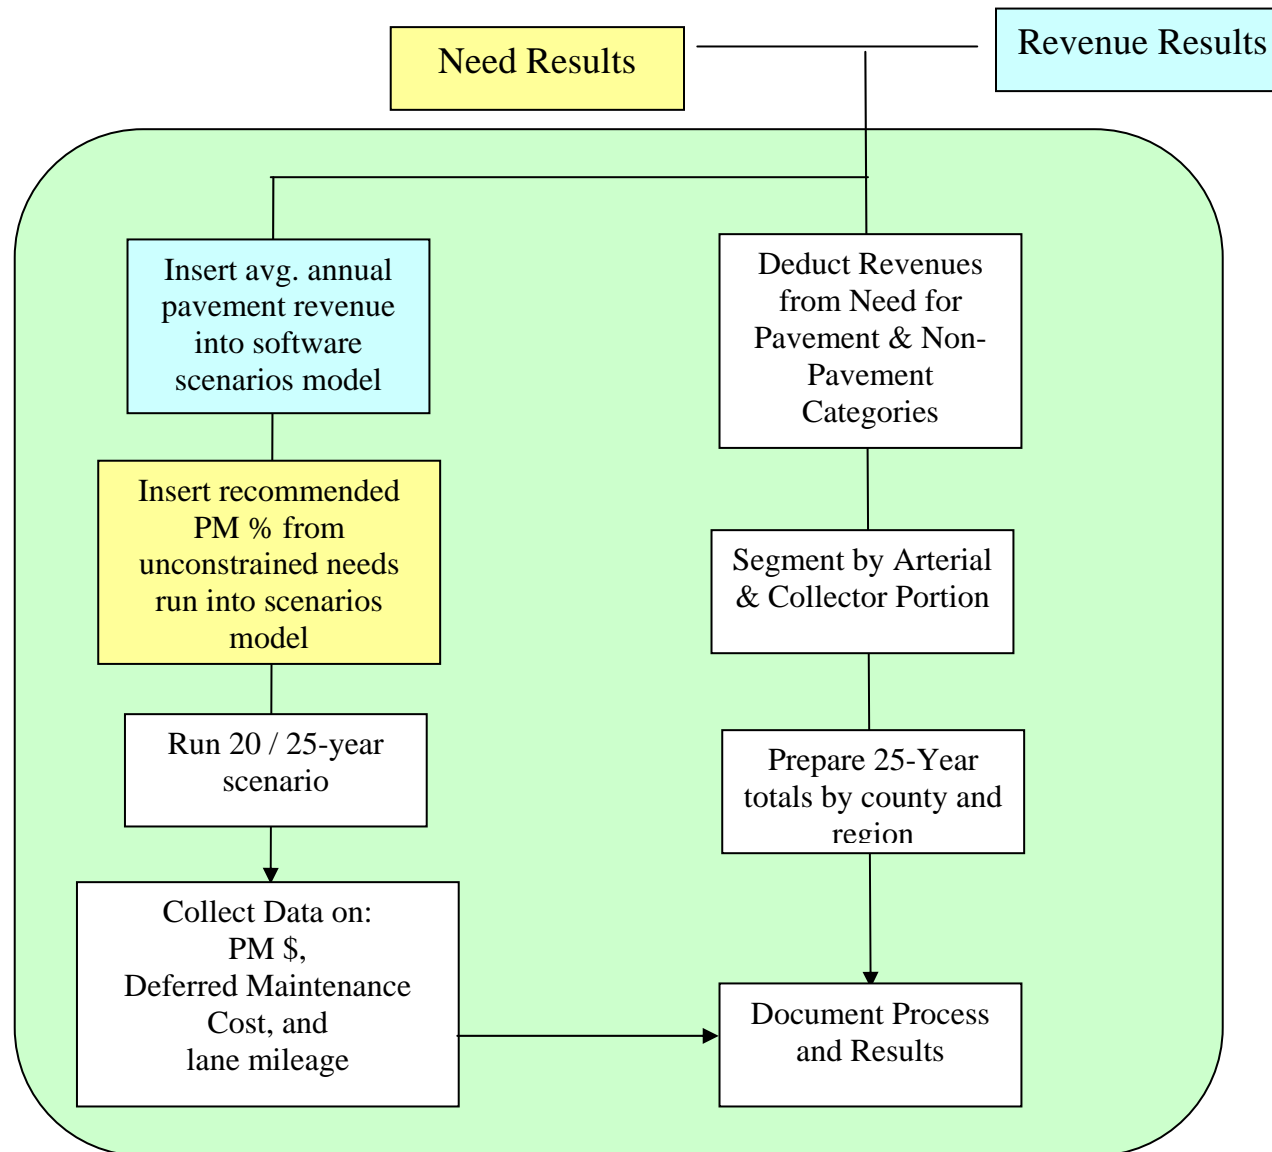 Need Results
Revenue Results
Insert avg. annual
pavement revenue
into software
scenarios model
Insert recommended
PM % from
unconstrained needs
run into scenarios
model
Run 20 / 25-year
scenario
Collect Data on:
PM $,
Deferred Maintenance
Cost, and
lane mileage
Deduct Revenues
from Need for
Pavement & Non-
Pavement
Categories
Segment by Arterial
& Collector Portion
Prepare 25-Year
totals by county and
region
Document Process
and Results